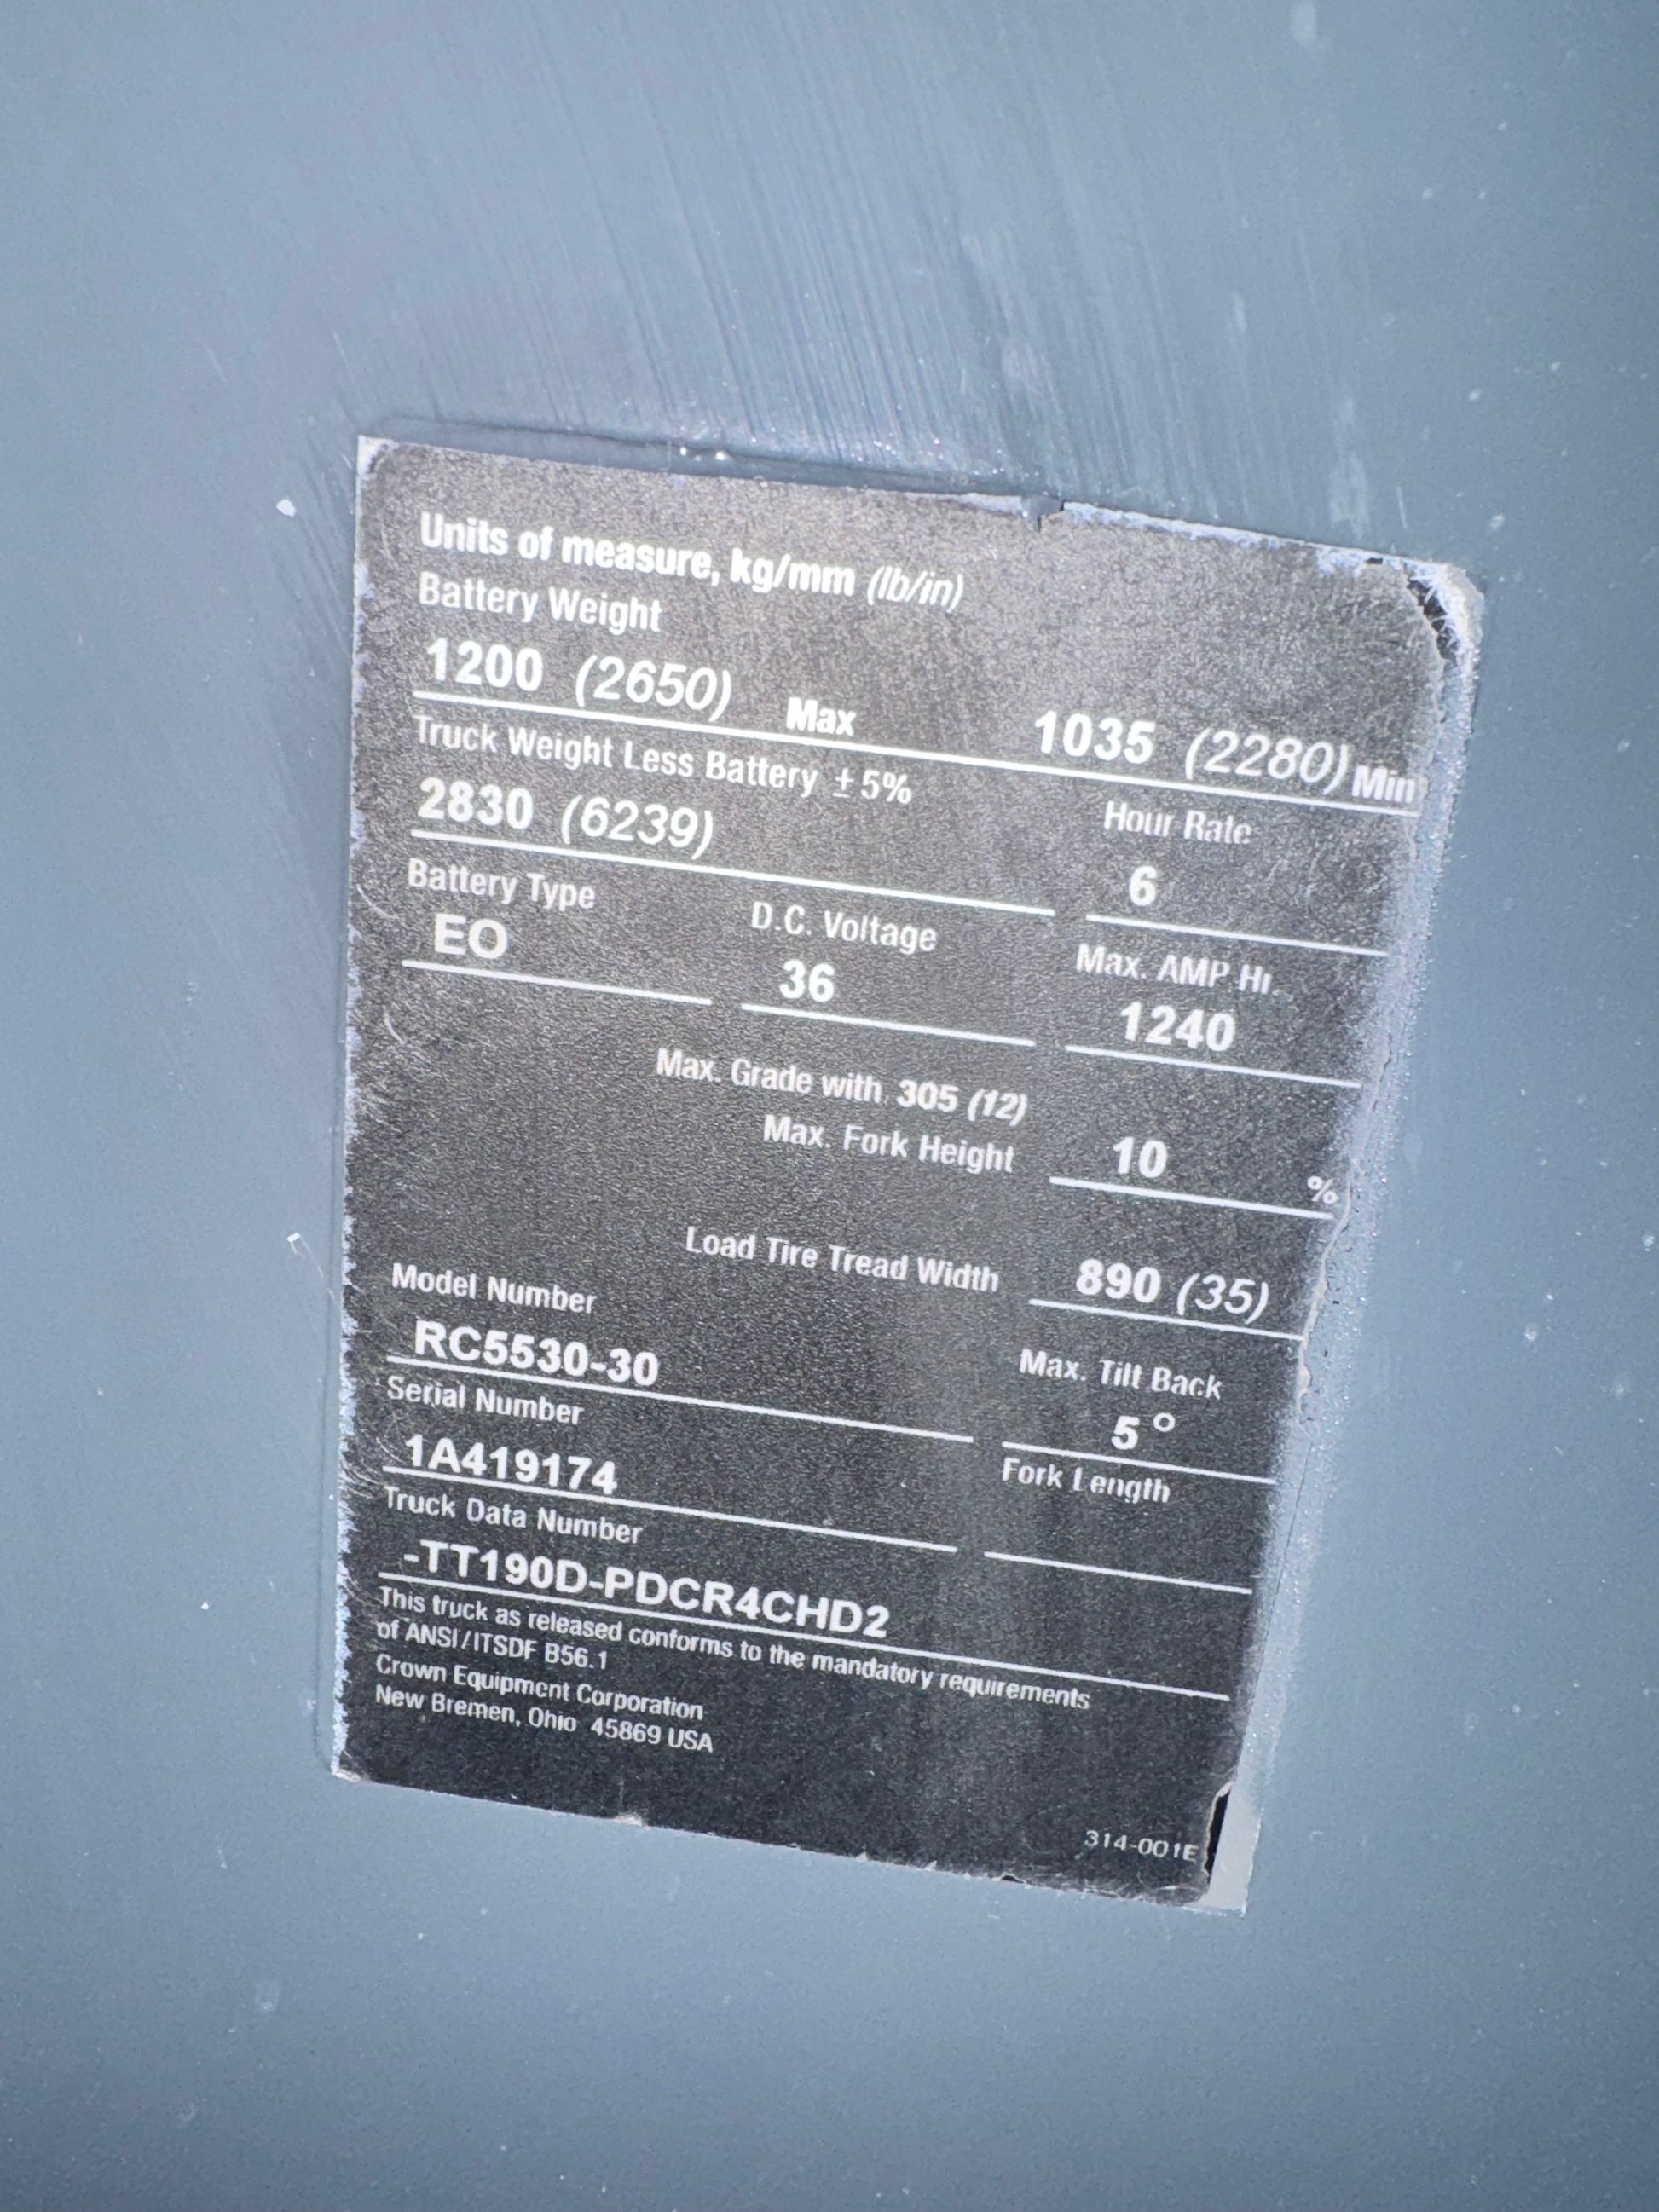 Units of measure, kg/mm (lb/in)
Battery Weight
1200 (2650) Max 1035 (2280) Min
Truck Weight Less Battery ±5% Hour Rate
2830 (6239) 6
Battery Type D.C. Voltage Max. AMP Hr.
EO 36 1240
Max. Grade with 305 (12)
Max. Fork Height 10 %
Load Tire Tread Width 890 (35)
Model Number Max. Tilt Back
RC5530-30 5°
Serial Number Fork Length
1A419174
Truck Data Number
-TT190D-PDCR4CHD2
This truck as released conforms to the mandatory requirements
of ANSI/ITSDF B56.1
Crown Equipment Corporation
New Bremen, Ohio 45869 USA
314-001E